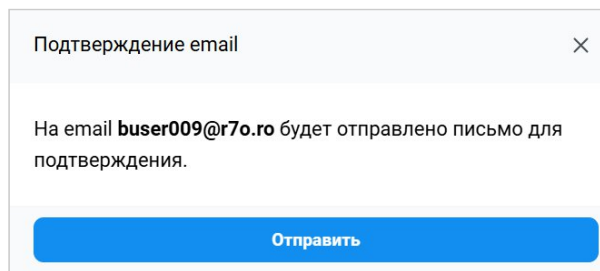 Подтверждение email
На email buser009@r7o.ro будет отправлено письмо для
подтверждения.
Отправить